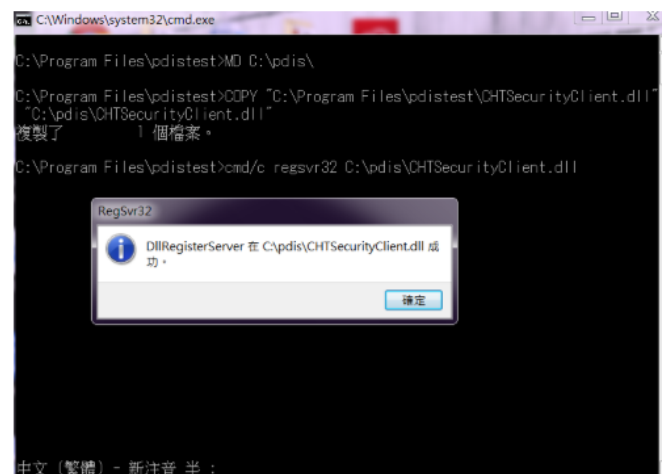 C:\Windows\system32\cmd.exe
C:\Program Files\pdistest>MD C:\pdis\
C:\Program Files\pdistest>COPY "C:\Program Files\pdistest\CHTSecurityClient.dll"
"C:\pdis\CHTSecurityClient.dll"
複製了 1 個檔案。
C:\Program Files\pdistest>cmd/c regsvr32 C:\pdis\CHTSecurityClient.dll
RegSvr32
DllRegisterServer 在 C:\pdis\CHTSecurityClient.dll 成
功。
確定
中文 (繁體) - 新注音 半 :